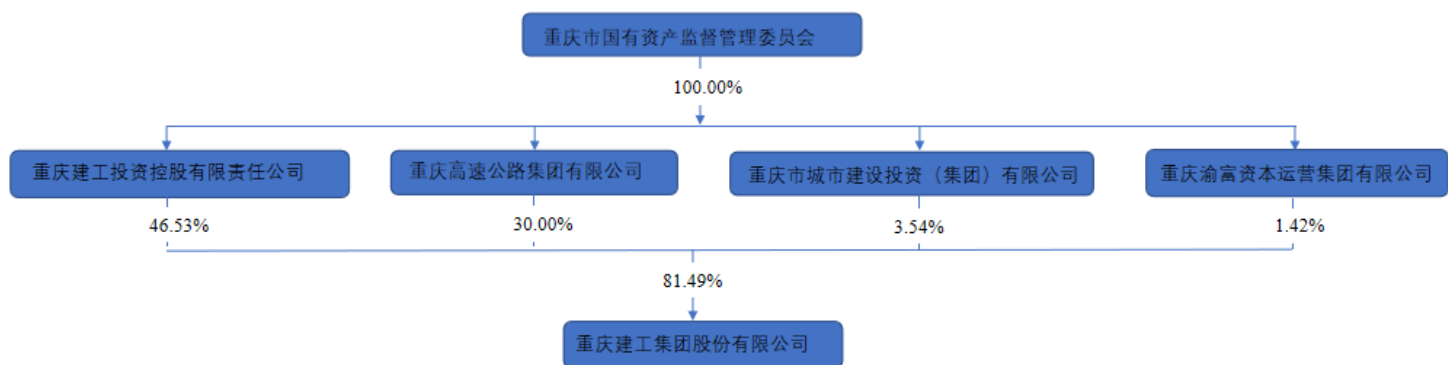 重庆市国有资产监督管理委员会
100.00%
重庆建工投资控股有限责任公司
重庆高速公路集团有限公司
重庆市城市建设投资（集团）有限公司
重庆渝富资本运营集团有限公司
46.53%
30.00%
3.54%
1.42%
81.49%
重庆建工集团股份有限公司